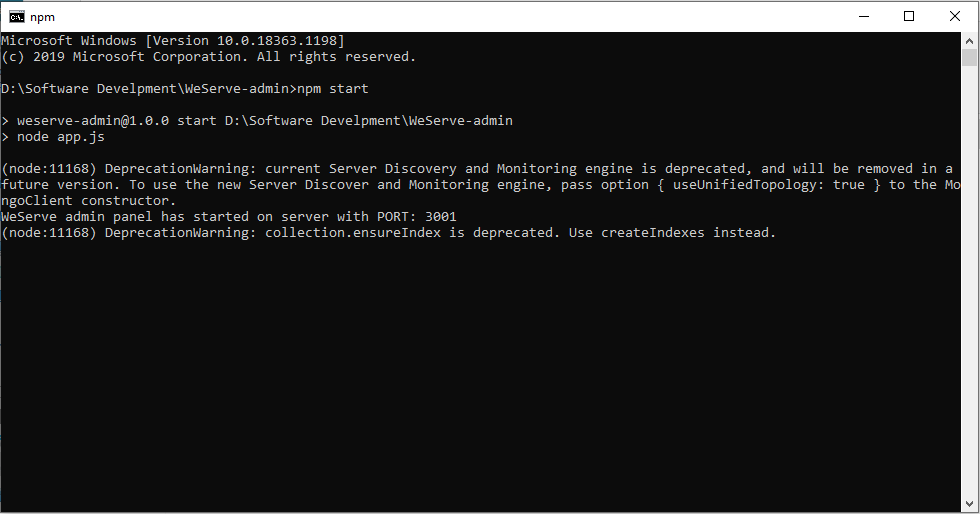 npm
Microsoft Windows [Version 10.0.18363.1198]
(c) 2019 Microsoft Corporation. All rights reserved.
D:\Software Develpment\WeServe-admin>npm start
> weserve-admin@1.0.0 start D:\Software Develpment\WeServe-admin
> node app.js
(node:11168) DeprecationWarning: current Server Discovery and Monitoring engine is deprecated, and will be removed in a
future version. To use the new Server Discover and Monitoring engine, pass option { useUnifiedTopology: true } to the Mo
ngoClient constructor.
WeServe admin panel has started on server with PORT: 3001
(node:11168) DeprecationWarning: collection.ensureIndex is deprecated. Use createIndexes instead.